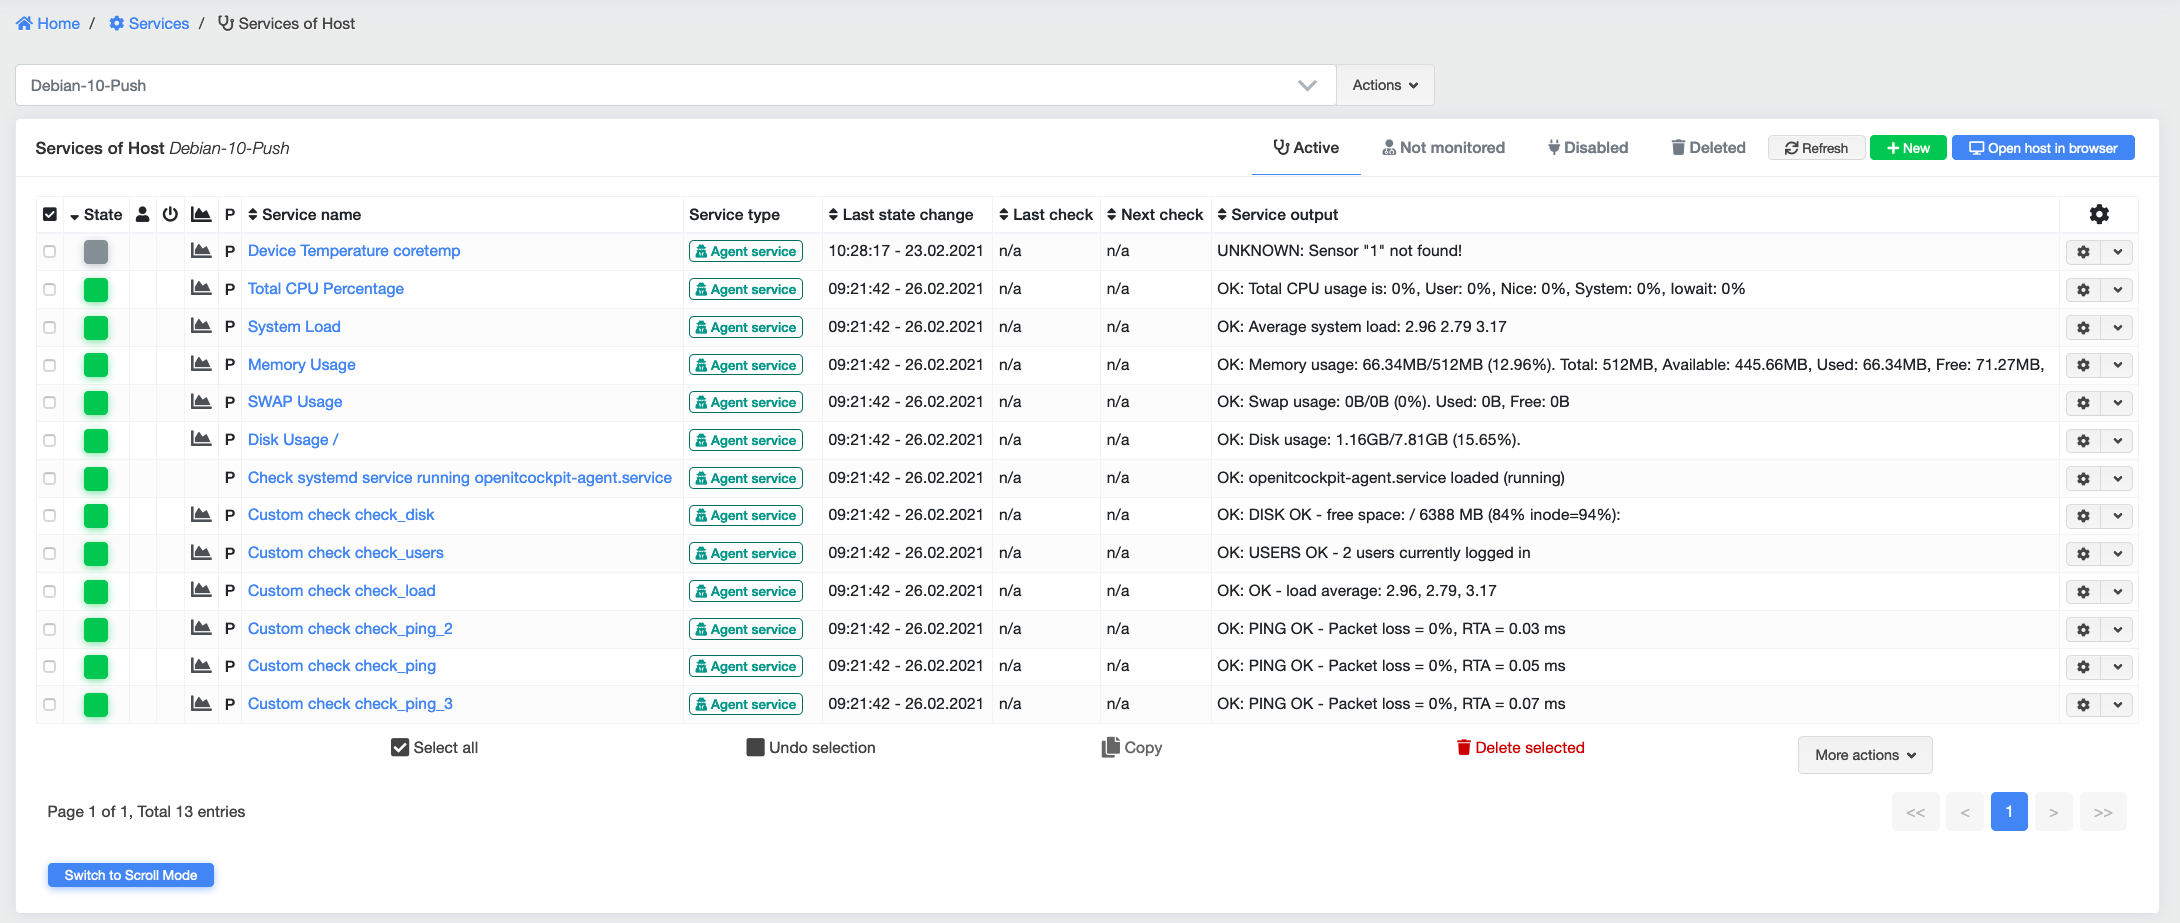 Home / Services / Services of Host
Debian-10-Push Actions
Services of Host Debian-10-Push Active Not monitored Disabled Deleted Refresh New Open host in browser
State P Service name Service type Last state change Last check Next check Service output
P Device Temperature coretemp Agent service 10:28:17 - 23.02.2021 n/a n/a UNKNOWN: Sensor "1" not found!
P Total CPU Percentage Agent service 09:21:42 - 26.02.2021 n/a n/a OK: Total CPU usage is: 0%, User: 0%, Nice: 0%, System: 0%, Iowait: 0%
P System Load Agent service 09:21:42 - 26.02.2021 n/a n/a OK: Average system load: 2.96 2.79 3.17
P Memory Usage Agent service 09:21:42 - 26.02.2021 n/a n/a OK: Memory usage: 66.34MB/512MB (12.96%). Total: 512MB, Available: 445.66MB, Used: 66.34MB, Free: 71.27MB,
P SWAP Usage Agent service 09:21:42 - 26.02.2021 n/a n/a OK: Swap usage: 0B/0B (0%). Used: 0B, Free: 0B
P Disk Usage / Agent service 09:21:42 - 26.02.2021 n/a n/a OK: Disk usage: 1.16GB/7.81GB (15.65%).
P Check systemd service running openitcockpit-agent.service Agent service 09:21:42 - 26.02.2021 n/a n/a OK: openitcockpit-agent.service loaded (running)
P Custom check check_disk Agent service 09:21:42 - 26.02.2021 n/a n/a OK: DISK OK - free space: / 6388 MB (84% inode=94%):
P Custom check check_users Agent service 09:21:42 - 26.02.2021 n/a n/a OK: USERS OK - 2 users currently logged in
P Custom check check_load Agent service 09:21:42 - 26.02.2021 n/a n/a OK: OK - load average: 2.96, 2.79, 3.17
P Custom check check_ping_2 Agent service 09:21:42 - 26.02.2021 n/a n/a OK: PING OK - Packet loss = 0%, RTA = 0.03 ms
P Custom check check_ping Agent service 09:21:42 - 26.02.2021 n/a n/a OK: PING OK - Packet loss = 0%, RTA = 0.05 ms
P Custom check check_ping_3 Agent service 09:21:42 - 26.02.2021 n/a n/a OK: PING OK - Packet loss = 0%, RTA = 0.07 ms
Select all Undo selection Copy Delete selected More actions
Page 1 of 1, Total 13 entries << < 1 > >>
Switch to Scroll Mode